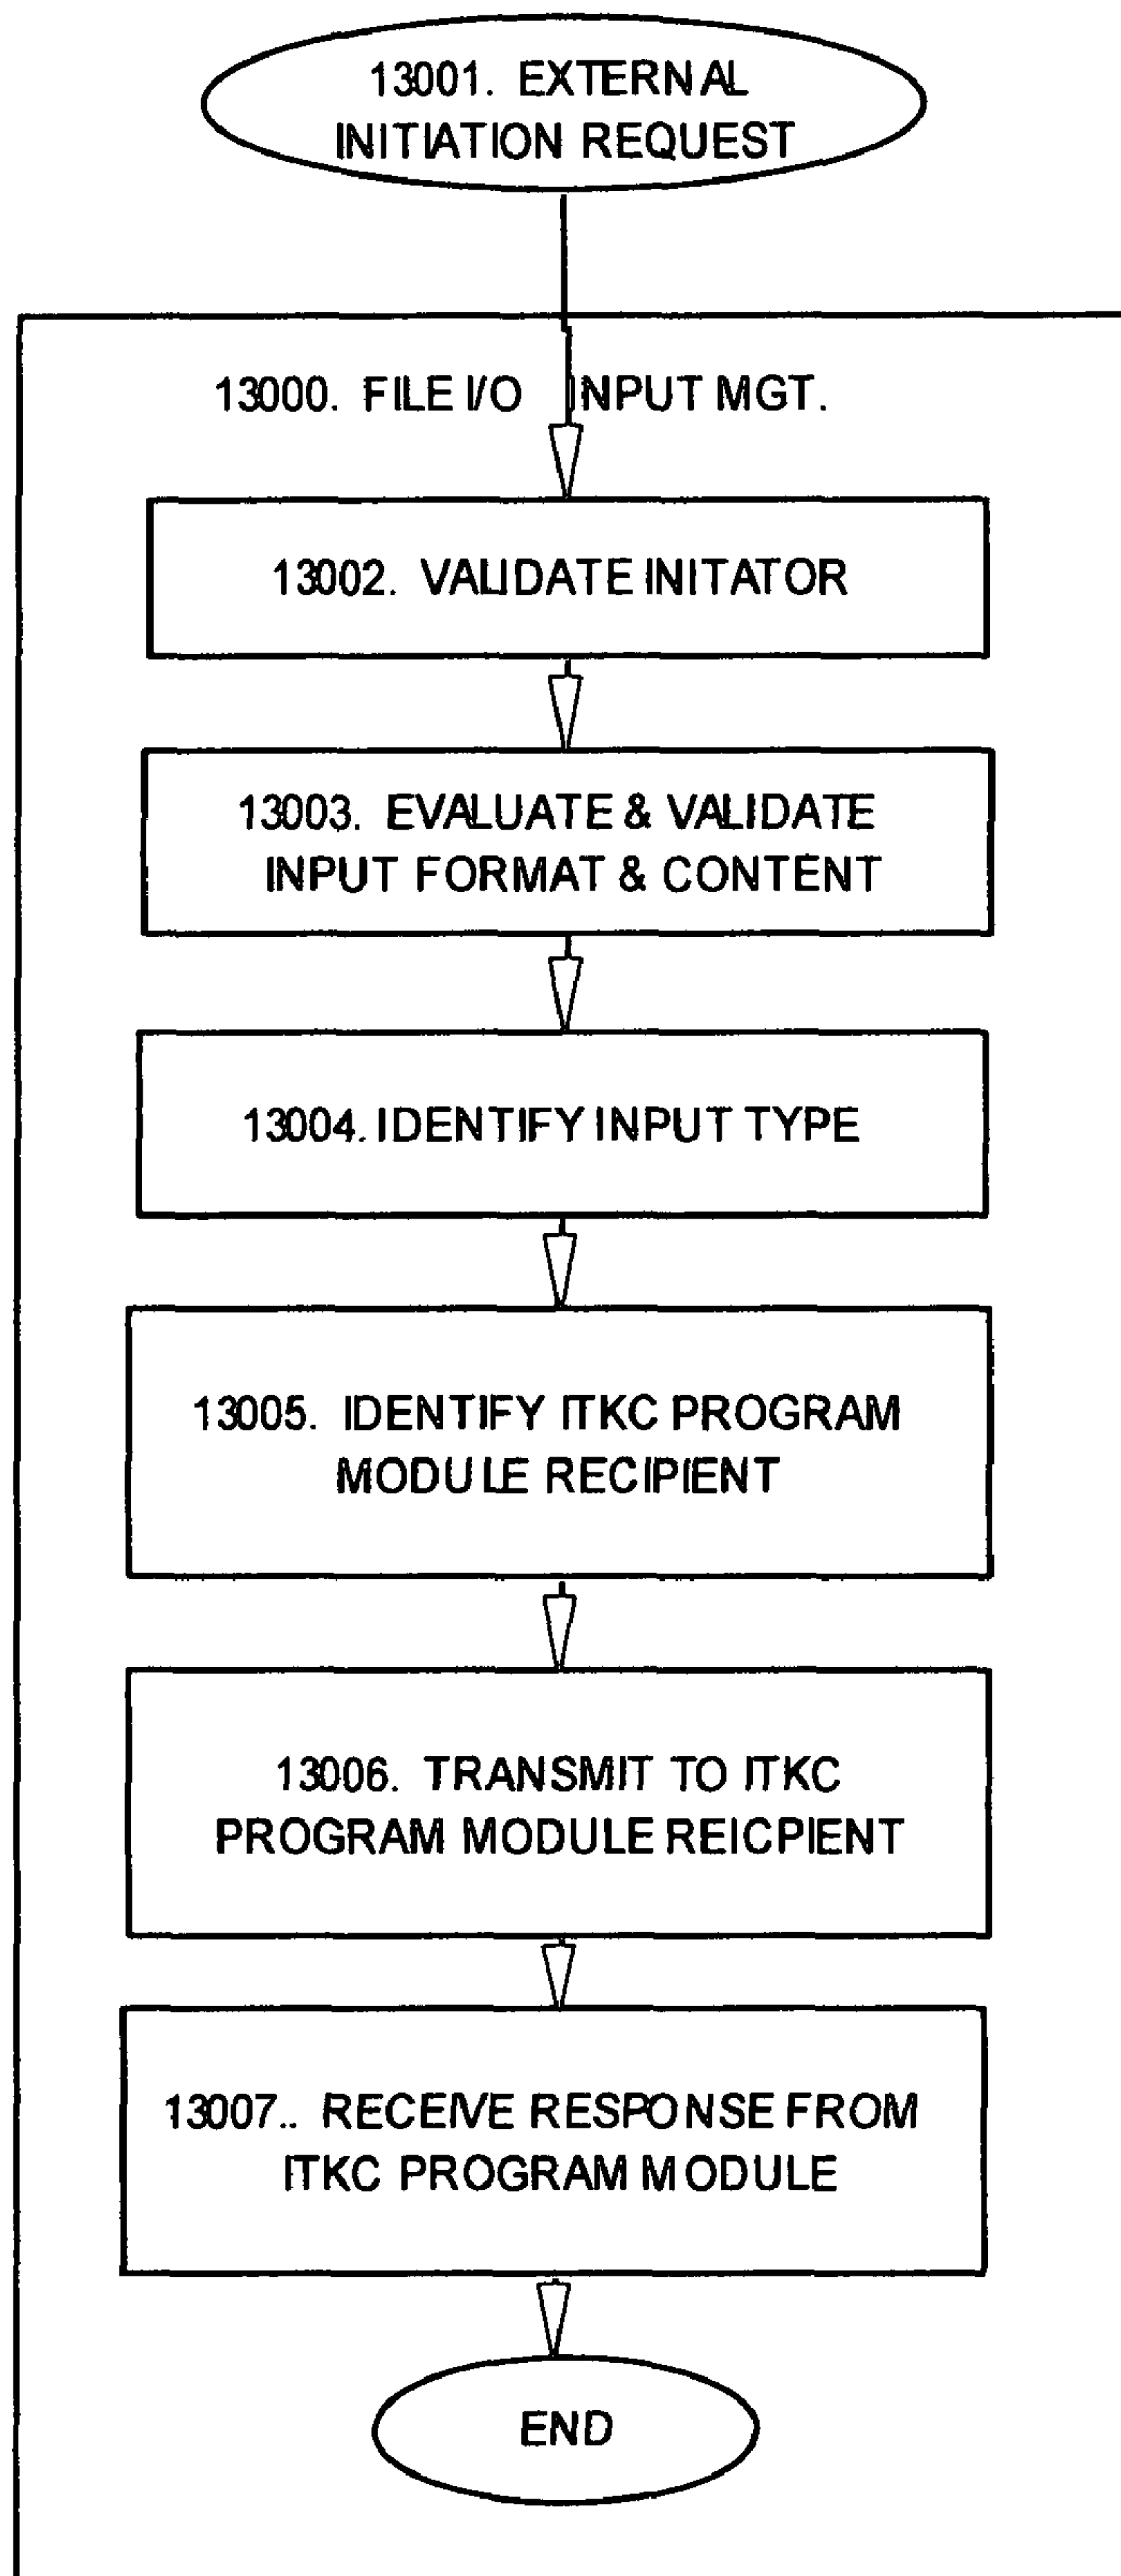 13001. EXTERNAL
INITIATION REQUEST
13000. FILE I/O INPUT MGT.
13002. VALIDATE INITATOR
13003. EVALUATE & VALIDATE
INPUT FORMAT & CONTENT
13004. IDENTIFY INPUT TYPE
13005. IDENTIFY ITKC PROGRAM
MODULE RECIPIENT
13006. TRANSMIT TO ITKC
PROGRAM MODULE REICPIENT
13007.. RECEIVE RESPONSE FROM
ITKC PROGRAM MODULE
END